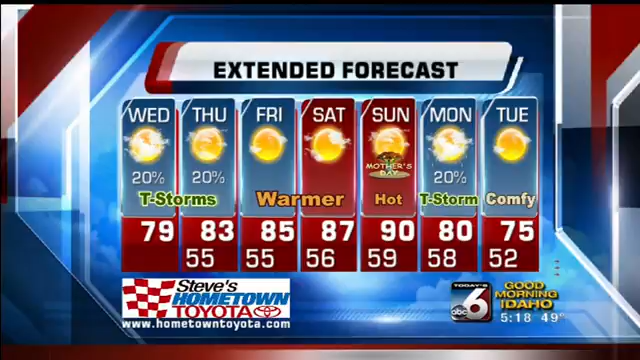 EXTENDED FORECAST
WED THU FRI SAT SUN MON TUE
MOTHER'S
DAY
20% 20% 20%
T-Storms Warmer Hot T-Storm Comfy
79 83 85 87 90 80 75
55 55 56 59 58 52
Steve's
HOMETOWN
TOYOTA
www.hometowntoyota.com
TODAY'S
6
abc
GOOD
MORNING
IDAHO
5:18 49°